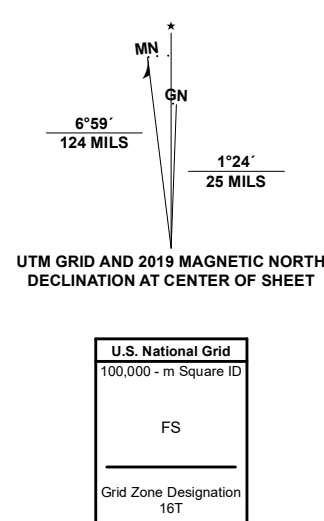 ★
MN
GN
6°59´
124 MILS
1°24´
25 MILS
UTM GRID AND 2019 MAGNETIC NORTH
DECLINATION AT CENTER OF SHEET
U.S. National Grid
100,000 - m Square ID
FS
Grid Zone Designation
16T